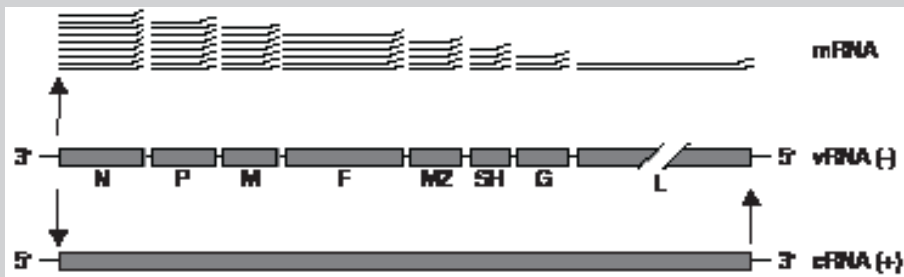 mRNA
3' 5' vRNA (-)
N P M F M2 SH G L
5' 3' cRNA (+)